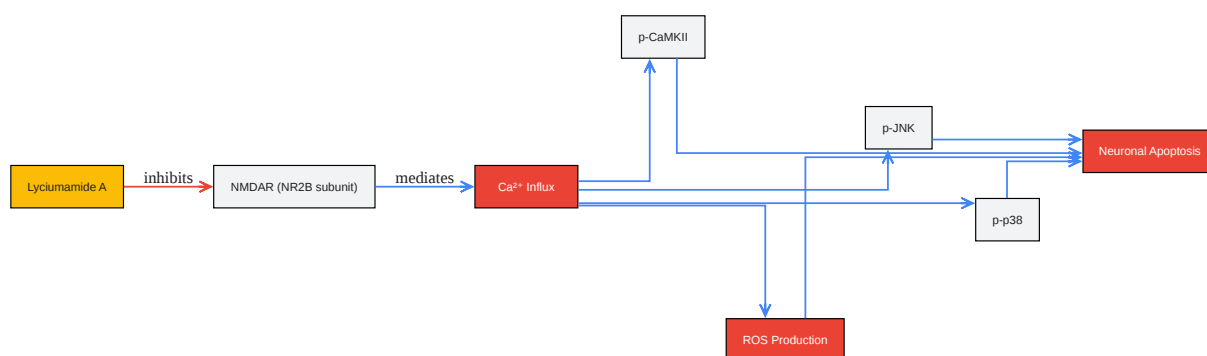 p-CaMKII
p-JNK
Neuronal Apoptosis
Lyciumamide A
inhibits
NMDAR (NR2B subunit)
mediates
Ca²⁺ Influx
p-p38
ROS Production